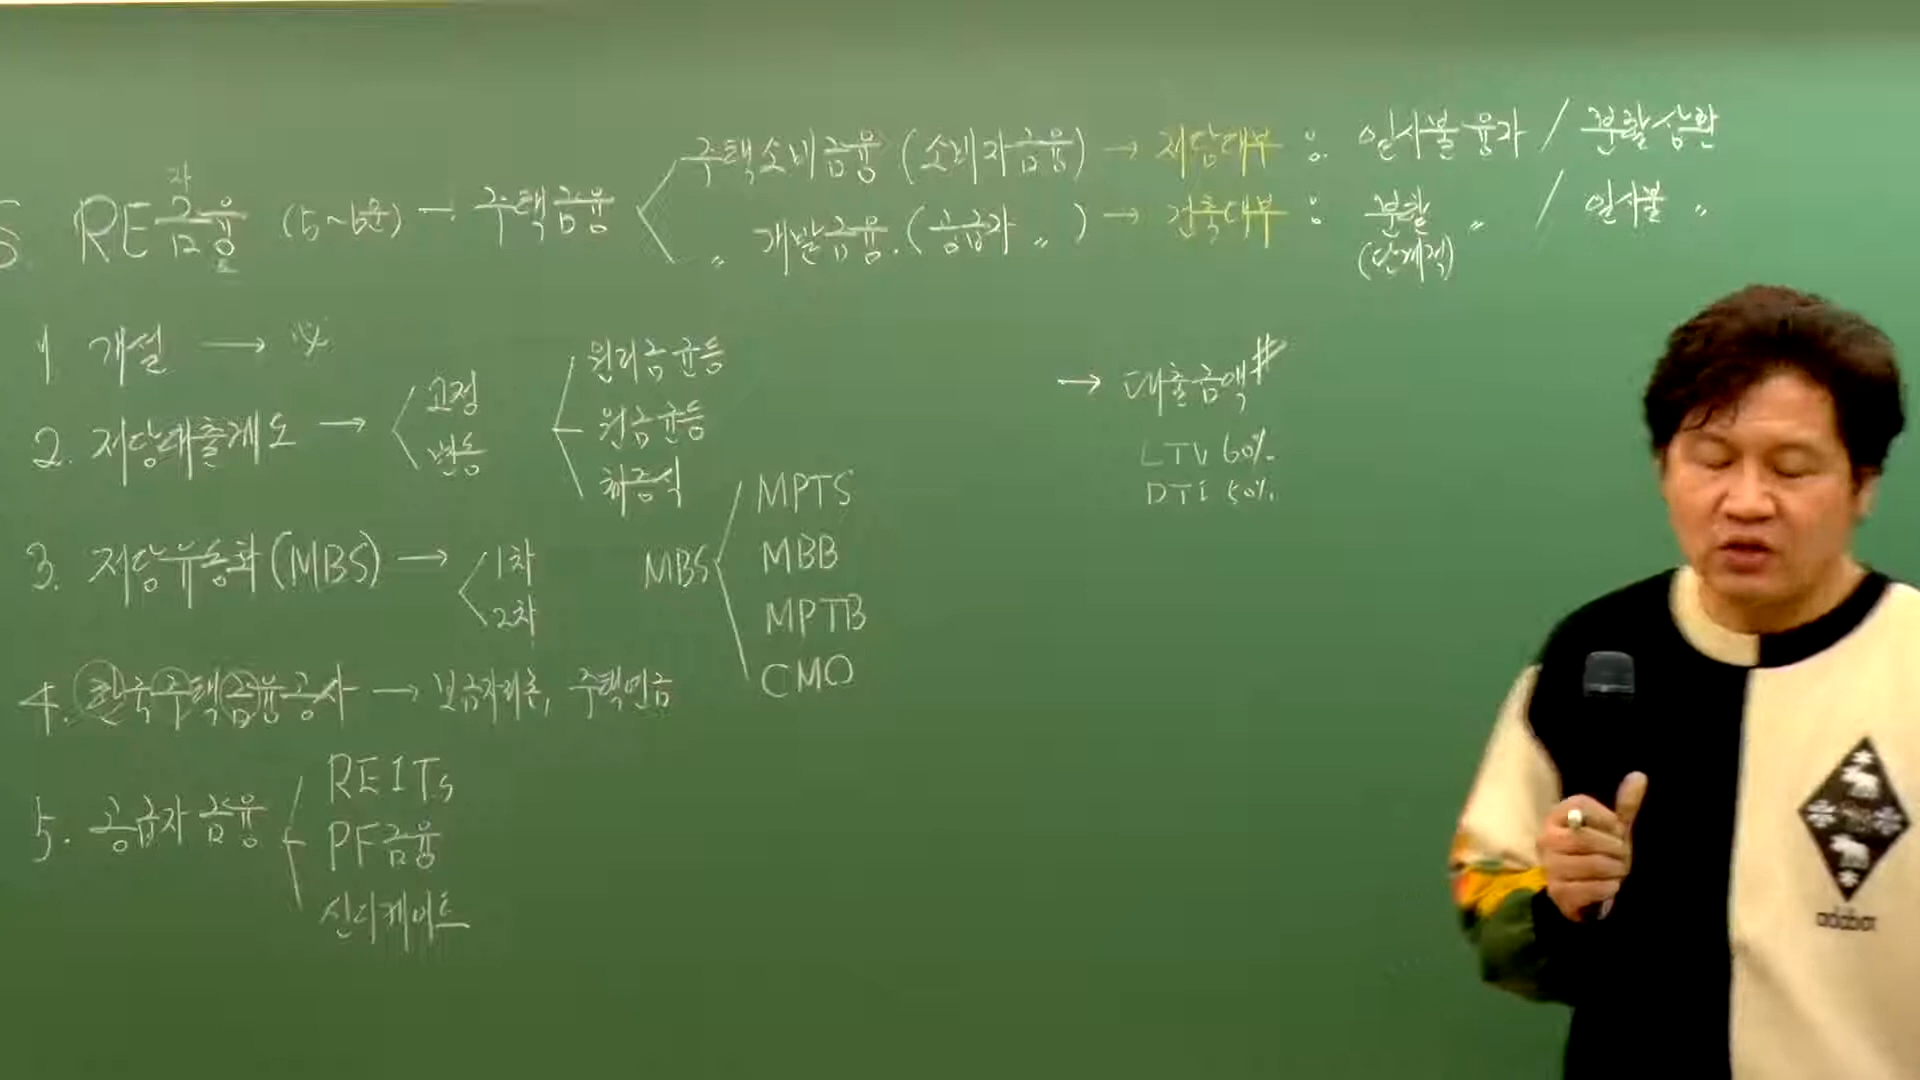 5. RE금융 (5~6문) → 주택금융
자
주택소비금융 (소비자금융) → 저당대부 : 일시불융자 / 분할상환
〃 개발금융. (공급자 〃 ) → 건축대부 : 분할 〃 / 일시불 〃
(단계적)
1 개설 →
2. 저당대출제도 → 고정 변동
원리금균등
원금균등
체증식
→ 대출금액#
LTV 60%
DTI 50%
3. 저당유동화(MBS) → 1차 2차
MBS
MPTS
MBB
MPTB
CMO
4. 한국주택금융공사 → 보금자리론, 주택연금
5. 공급자금융
REITs
PF금융
신디케이트